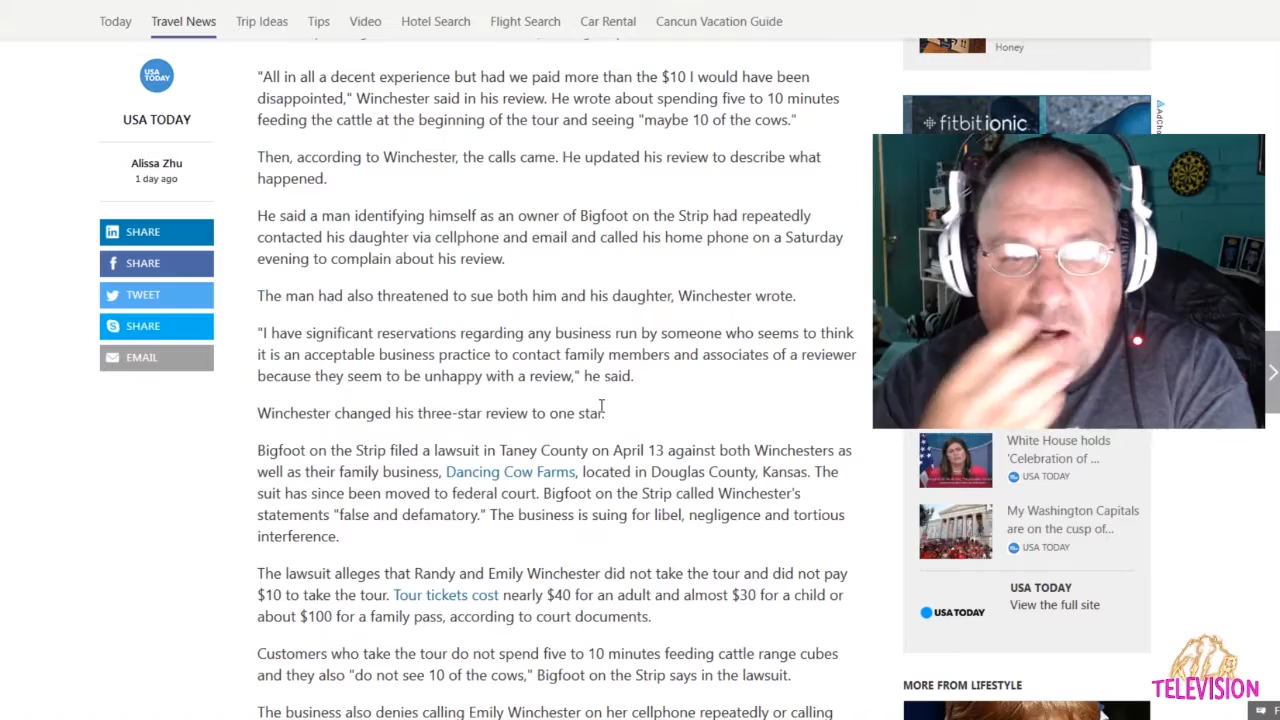 Today
Travel News
Trip Ideas
Tips
Video
Hotel Search
Flight Search
Car Rental
Cancun Vacation Guide
USA TODAY
USA TODAY
Alissa Zhu
1 day ago
in SHARE
f SHARE
TWEET
SHARE
EMAIL
"All in all a decent experience but had we paid more than the $10 I would have been
disappointed," Winchester said in his review. He wrote about spending five to 10 minutes
feeding the cattle at the beginning of the tour and seeing "maybe 10 of the cows."
Then, according to Winchester, the calls came. He updated his review to describe what
happened.
He said a man identifying himself as an owner of Bigfoot on the Strip had repeatedly
contacted his daughter via cellphone and email and called his home phone on a Saturday
evening to complain about his review.
The man had also threatened to sue both him and his daughter, Winchester wrote.
"I have significant reservations regarding any business run by someone who seems to think
it is an acceptable business practice to contact family members and associates of a reviewer
because they seem to be unhappy with a review," he said.
Winchester changed his three-star review to one star.
Bigfoot on the Strip filed a lawsuit in Taney County on April 13 against both Winchesters as
well as their family business, Dancing Cow Farms, located in Douglas County, Kansas. The
suit has since been moved to federal court. Bigfoot on the Strip called Winchester's
statements "false and defamatory." The business is suing for libel, negligence and tortious
interference.
The lawsuit alleges that Randy and Emily Winchester did not take the tour and did not pay
$10 to take the tour. Tour tickets cost nearly $40 for an adult and almost $30 for a child or
about $100 for a family pass, according to court documents.
Customers who take the tour do not spend five to 10 minutes feeding cattle range cubes
and they also "do not see 10 of the cows," Bigfoot on the Strip says in the lawsuit.
The business also denies calling Emily Winchester on her cellphone repeatedly or calling
Honey
fitbit ionic
AdCho
White House holds
'Celebration of ...
USA TODAY
My Washington Capitals
are on the cusp of...
USA TODAY
USA TODAY
USA TODAY
View the full site
MORE FROM LIFESTYLE
KILR
TELEVISION
F